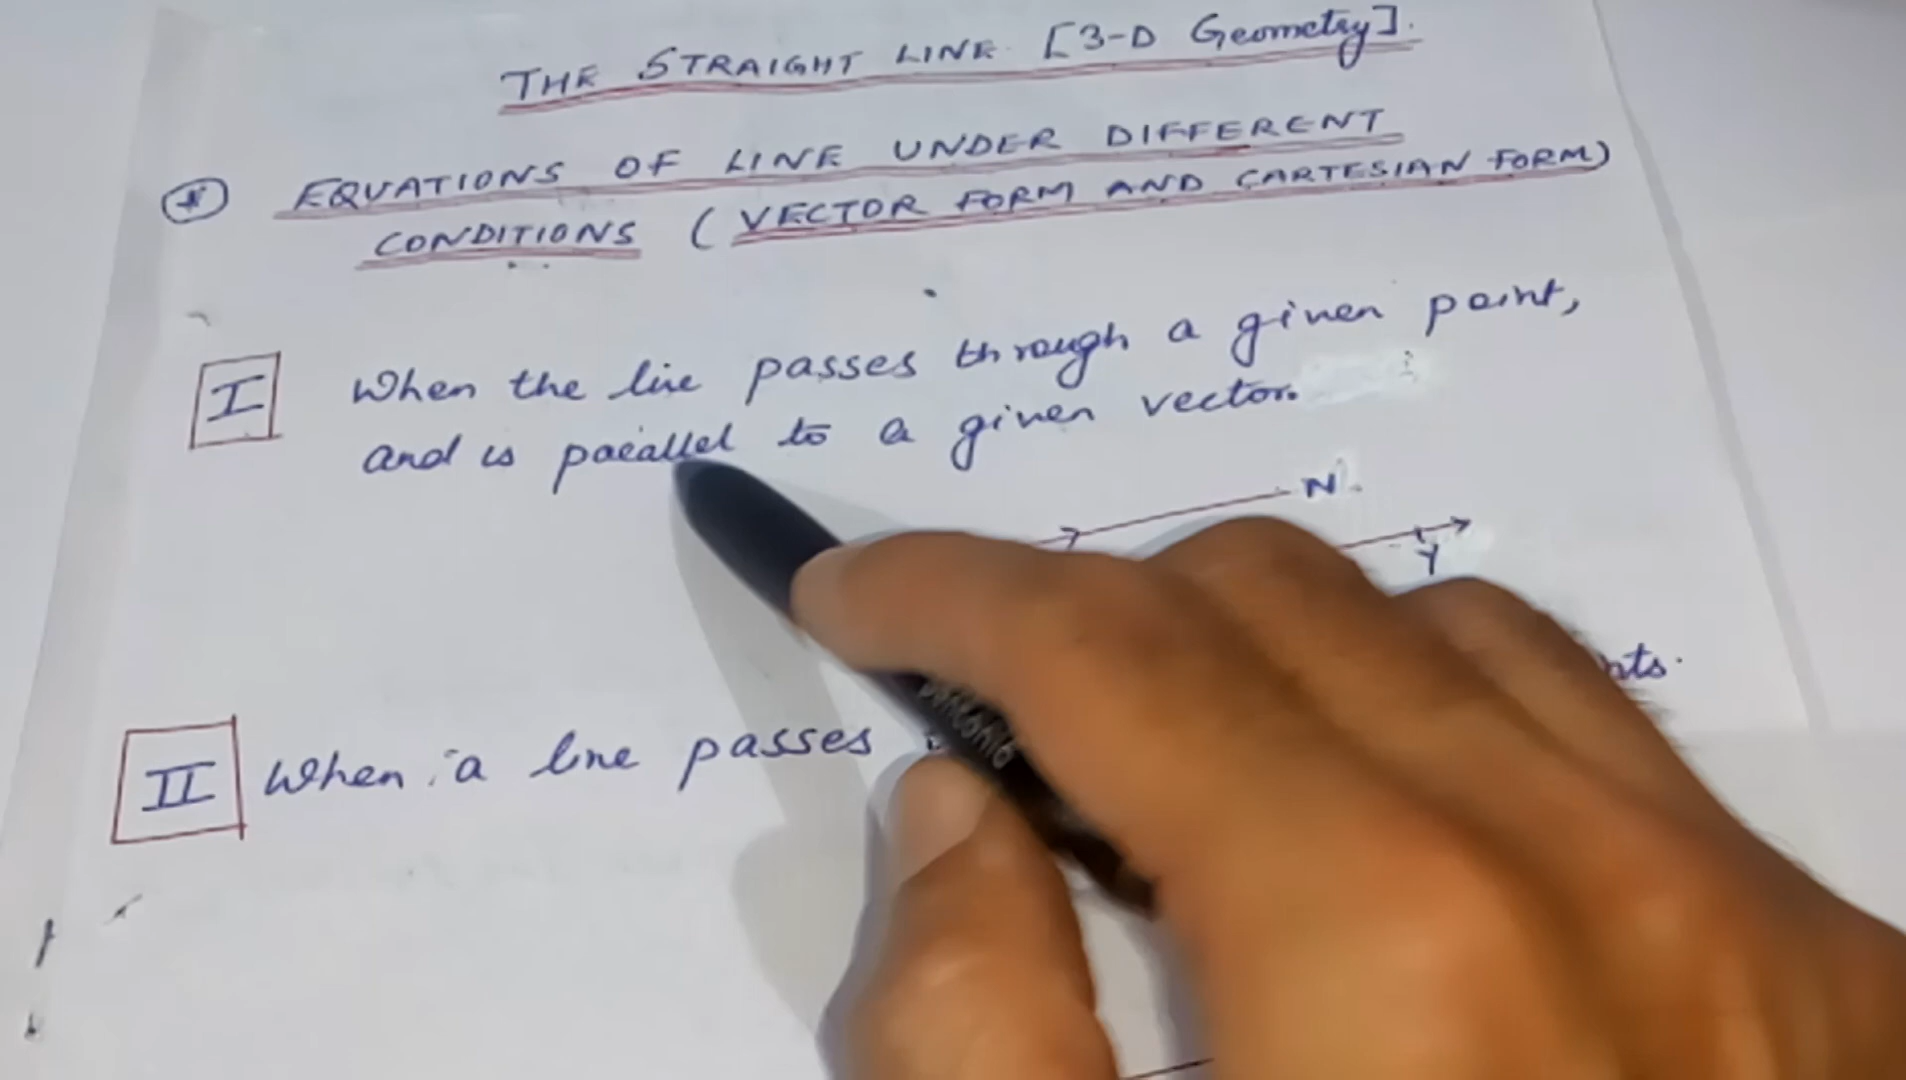 THE STRAIGHT LINE [3-D Geometry].
* EQUATIONS OF LINE UNDER DIFFERENT
CONDITIONS (VECTOR FORM AND CARTESIAN FORM)
I When the line passes through a given point,
and is parallel to a given vector.
N
Y
II When a line passes